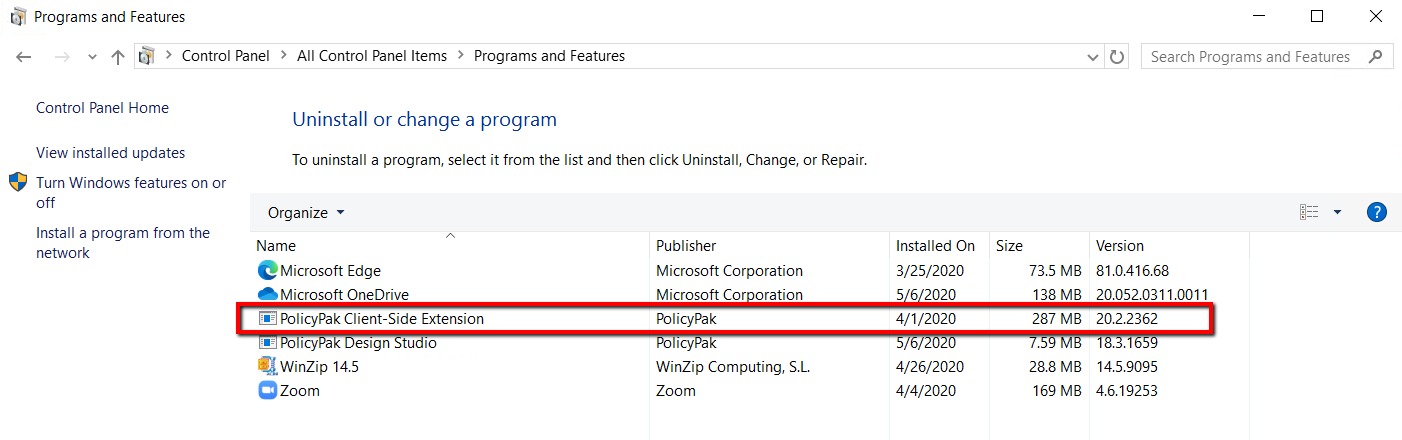 Programs and Features
Control Panel > All Control Panel Items > Programs and Features
Search Programs and Features
Control Panel Home
View installed updates
Turn Windows features on or
off
Install a program from the
network
Uninstall or change a program
To uninstall a program, select it from the list and then click Uninstall, Change, or Repair.
Organize
?
Name Publisher Installed On Size Version
Microsoft Edge Microsoft Corporation 3/25/2020 73.5 MB 81.0.416.68
Microsoft OneDrive Microsoft Corporation 5/6/2020 138 MB 20.052.0311.0011
PolicyPak Client-Side Extension PolicyPak 4/1/2020 287 MB 20.2.2362
PolicyPak Design Studio PolicyPak 5/6/2020 7.59 MB 18.3.1659
WinZip 14.5 WinZip Computing, S.L. 4/26/2020 28.8 MB 14.5.9095
Zoom Zoom 4/4/2020 169 MB 4.6.19253